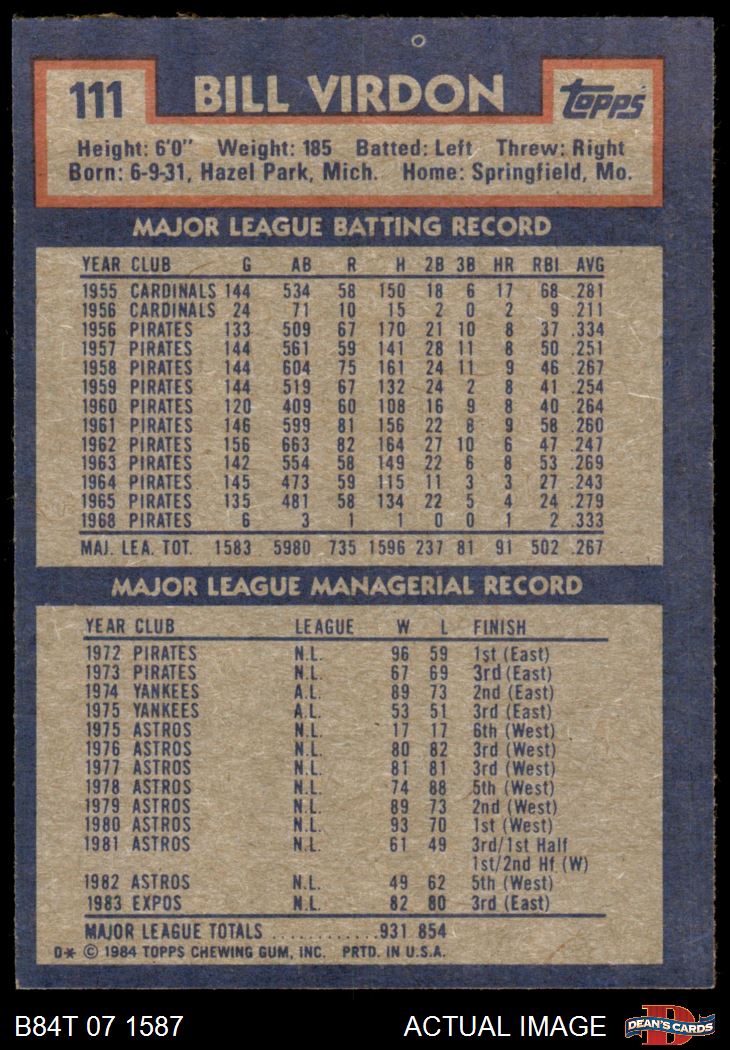 111 BILL VIRDON Topps
Height: 6'0" Weight: 185 Batted: Left Threw: Right
Born: 6-9-31, Hazel Park, Mich. Home: Springfield, Mo.
MAJOR LEAGUE BATTING RECORD
YEAR CLUB G AB R H 2B 3B HR RBI AVG
1955 CARDINALS 144 534 58 150 18 6 17 68 .281
1956 CARDINALS 24 71 10 15 2 0 2 9 .211
1956 PIRATES 133 509 67 170 21 10 8 37 .334
1957 PIRATES 144 561 59 141 28 11 8 50 .251
1958 PIRATES 144 604 75 161 24 11 9 46 .267
1959 PIRATES 144 519 67 132 24 2 8 41 .254
1960 PIRATES 120 409 60 108 16 9 8 40 .264
1961 PIRATES 146 599 81 156 22 8 9 58 .260
1962 PIRATES 156 663 82 164 27 10 6 47 .247
1963 PIRATES 142 554 58 149 22 6 8 53 .269
1964 PIRATES 145 473 59 115 11 3 3 27 .243
1965 PIRATES 135 481 58 134 22 5 4 24 .279
1968 PIRATES 6 3 1 1 0 0 1 2 .333
MAJ. LEA. TOT. 1583 5980 735 1596 237 81 91 502 .267
MAJOR LEAGUE MANAGERIAL RECORD
YEAR CLUB LEAGUE W L FINISH
1972 PIRATES N.L. 96 59 1st (East)
1973 PIRATES N.L. 67 69 3rd (East)
1974 YANKEES A.L. 89 73 2nd (East)
1975 YANKEES A.L. 53 51 3rd (East)
1975 ASTROS N.L. 17 17 6th (West)
1976 ASTROS N.L. 80 82 3rd (West)
1977 ASTROS N.L. 81 81 3rd (West)
1978 ASTROS N.L. 74 88 5th (West)
1979 ASTROS N.L. 89 73 2nd (West)
1980 ASTROS N.L. 93 70 1st (West)
1981 ASTROS N.L. 61 49 3rd/1st Half
1st/2nd Hf (W)
1982 ASTROS N.L. 49 62 5th (West)
1983 EXPOS N.L. 82 80 3rd (East)
MAJOR LEAGUE TOTALS ............931 854
D* © 1984 TOPPS CHEWING GUM, INC. PRTD. IN U.S.A.
B84T 07 1587 ACTUAL IMAGE D DEAN'S CARDS